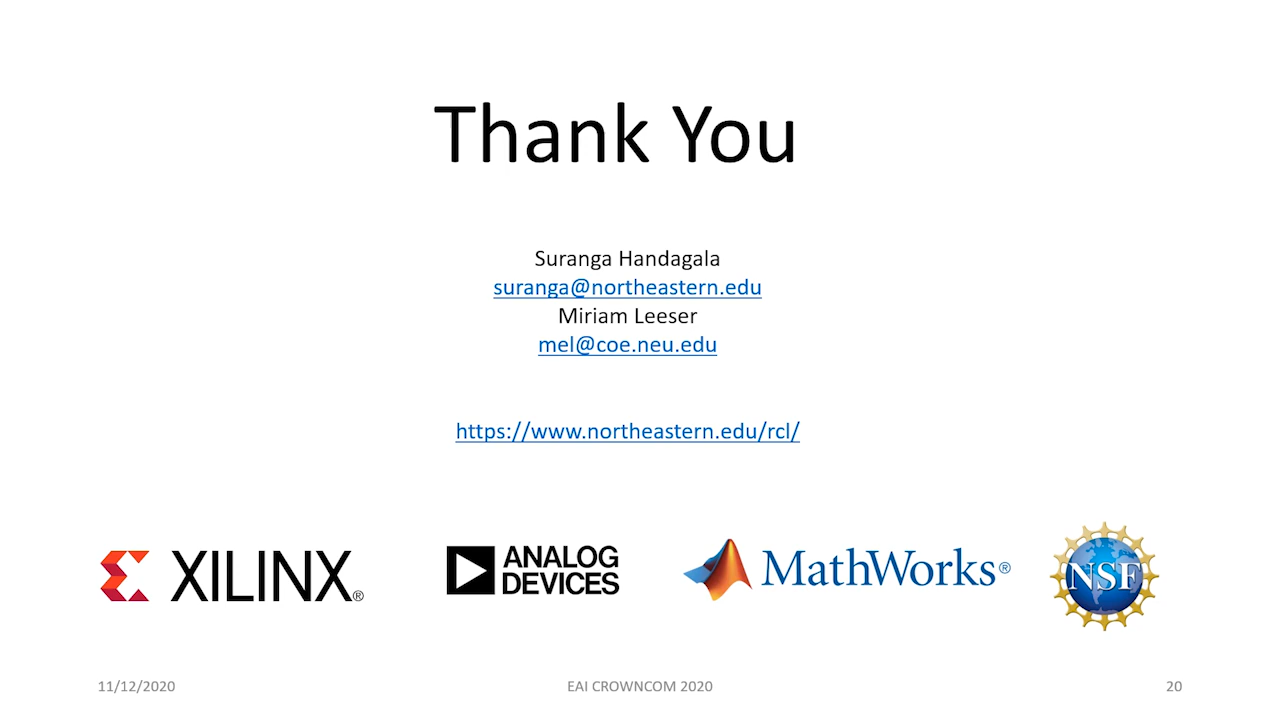 Thank You
Suranga Handagala
suranga@northeastern.edu
Miriam Leeser
mel@coe.neu.edu
https://www.northeastern.edu/rcl/
XILINX®
ANALOG
DEVICES
MathWorks®
NSF
11/12/2020
EAI CROWNCOM 2020
20